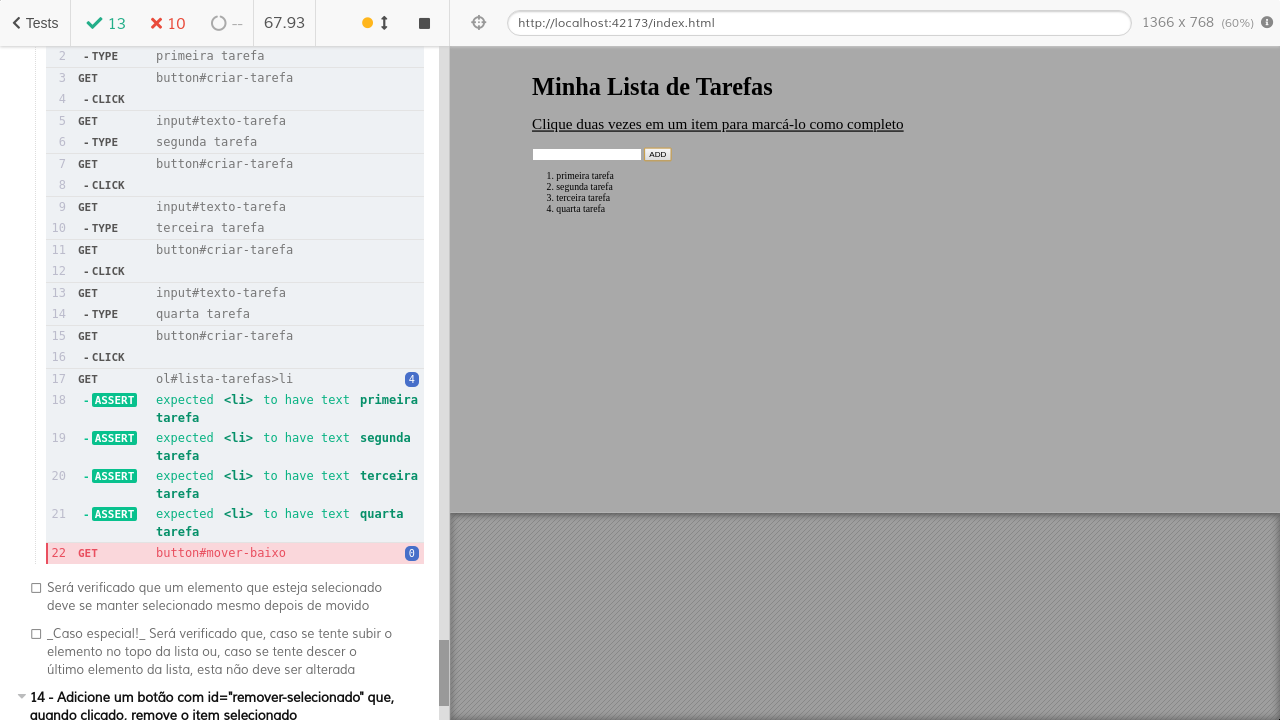 Tests 13 10 -- 67.93 http://localhost:42173/index.html 1366 x 768 (60%)
2 - TYPE primeira tarefa
3 GET button#criar-tarefa
4 - CLICK
5 GET input#texto-tarefa
6 - TYPE segunda tarefa
7 GET button#criar-tarefa
8 - CLICK
9 GET input#texto-tarefa
10 - TYPE terceira tarefa
11 GET button#criar-tarefa
12 - CLICK
13 GET input#texto-tarefa
14 - TYPE quarta tarefa
15 GET button#criar-tarefa
16 - CLICK
17 GET ol#lista-tarefas>li 4
18 - ASSERT expected <li> to have text primeira
tarefa
19 - ASSERT expected <li> to have text segunda
tarefa
20 - ASSERT expected <li> to have text terceira
tarefa
21 - ASSERT expected <li> to have text quarta
tarefa
22 GET button#mover-baixo 0
Será verificado que um elemento que esteja selecionado
deve se manter selecionado mesmo depois de movido
_Caso especial!_ Será verificado que, caso se tente subir o
elemento no topo da lista ou, caso se tente descer o
último elemento da lista, esta não deve ser alterada
14 - Adicione um botão com id="remover-selecionado" que,
quando clicado, remove o item selecionado
Minha Lista de Tarefas
Clique duas vezes em um item para marcá-lo como completo
ADD
1. primeira tarefa
2. segunda tarefa
3. terceira tarefa
4. quarta tarefa